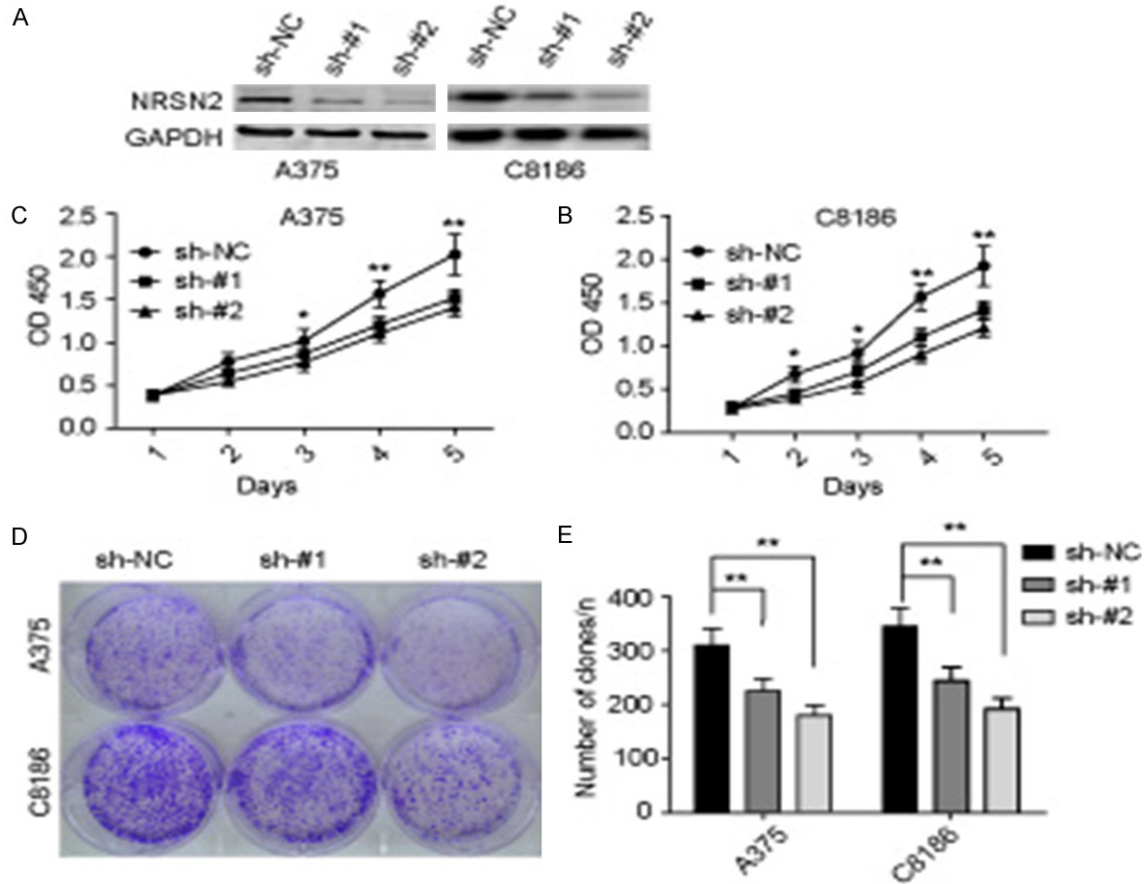 A
sh-NC sh-#1 sh-#2 sh-NC sh-#1 sh-#2
NRSN2
GAPDH
A375 C8186
C
A375
2.5
2.0
1.5
1.0
0.5
0.0
OD 450
sh-NC
sh-#1
sh-#2
*
**
**
1 2 3 4 5
Days
B
C8186
2.5
2.0
1.5
1.0
0.5
0.0
OD 450
sh-NC
sh-#1
sh-#2
*
*
**
**
1 2 3 4 5
Days
D
sh-NC sh-#1 sh-#2
A375
C8186
E
** **
** **
sh-NC
sh-#1
sh-#2
Number of clones/n
400
300
200
100
0
A375 C8186